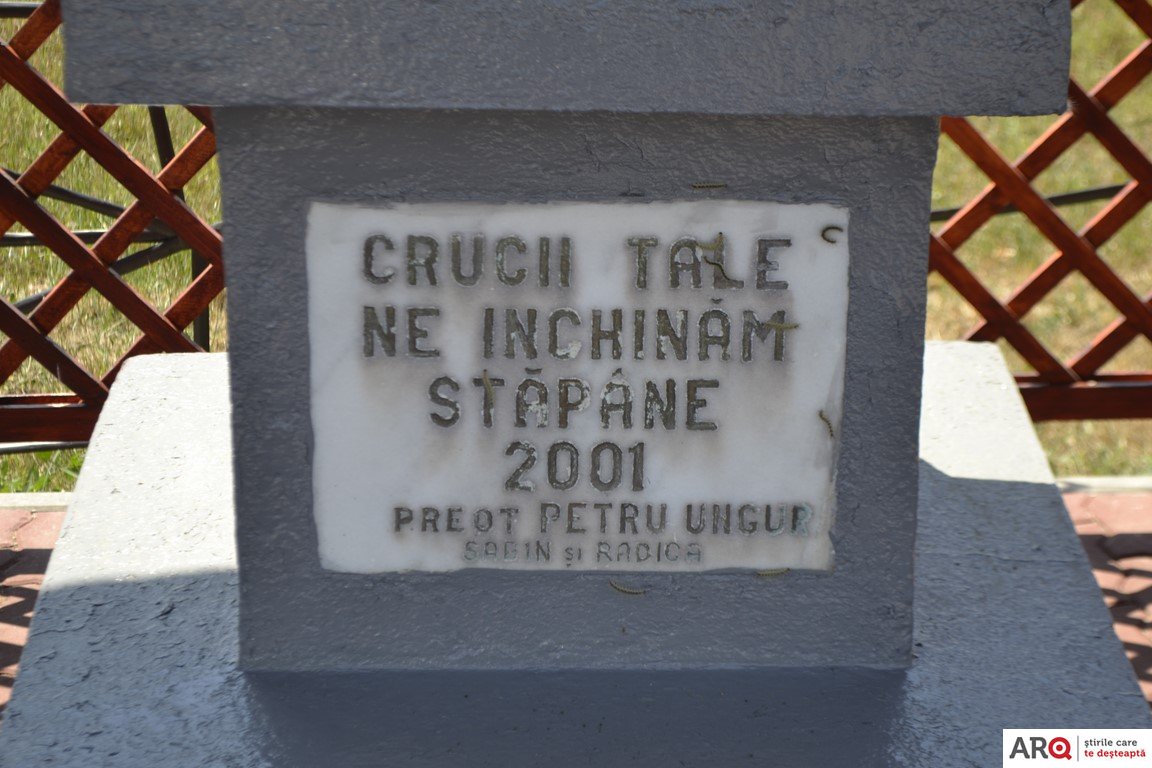 CRUCII TALE
NE INCHINĂM
STĂPÂNE
2001
PREOT PETRU UNGUR
SABIN și RADICA
ARQ
știrile care
te deșteaptă